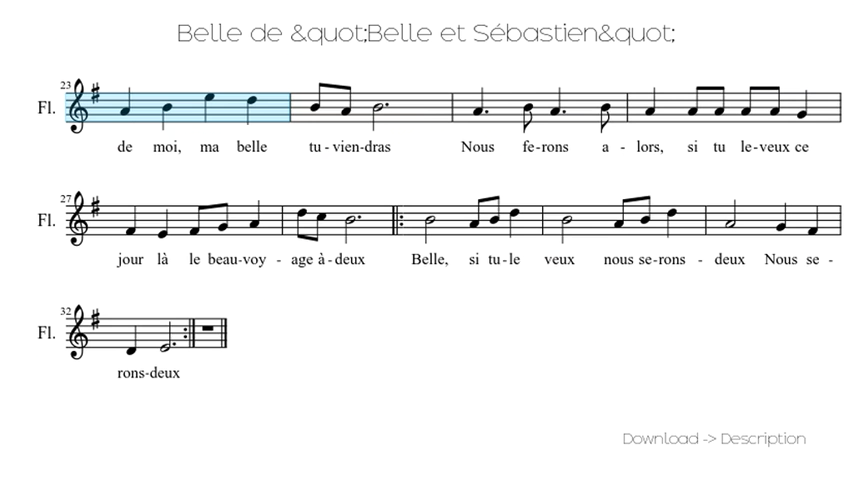 Belle de &quot;Belle et Sébastien&quot;
23
Fl.
de moi, ma belle tu-vien-dras Nous fe-rons a - lors, si tu le-veux ce
27
Fl.
jour là le beau-voy - age à-deux Belle, si tu-le veux nous se-rons - deux Nous se -
32
Fl.
rons-deux
Download -> Description